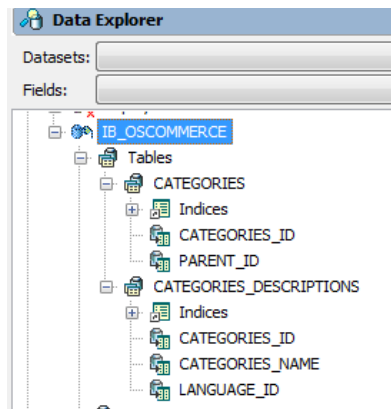 Data Explorer
Datasets:
Fields:
IB_OSCOMMERCE
Tables
CATEGORIES
Indices
CATEGORIES_ID
PARENT_ID
CATEGORIES_DESCRIPTIONS
Indices
CATEGORIES_ID
CATEGORIES_NAME
LANGUAGE_ID